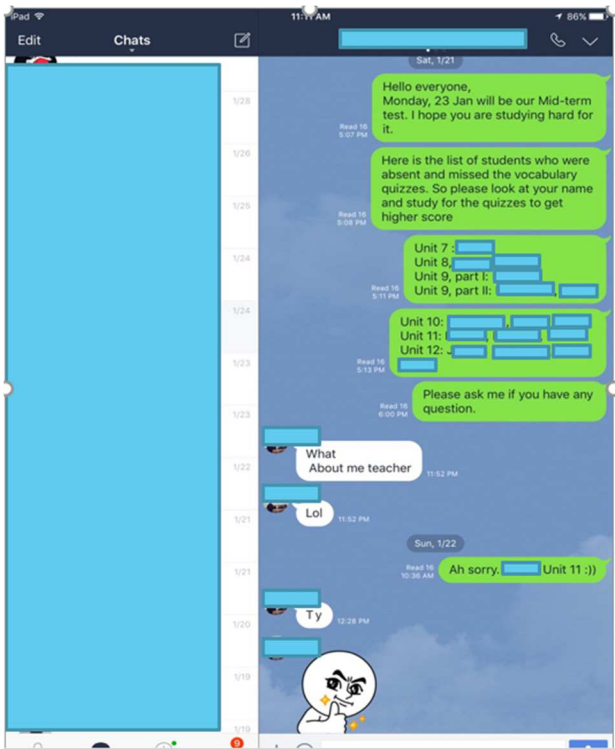 iPad
11:11 AM
86%
Edit
Chats
1/28
1/26
1/25
1/24
1/24
1/23
1/23
1/22
1/21
1/21
1/20
1/19
1/19
9
Sat, 1/21
Hello everyone,
Monday, 23 Jan will be our Mid-term
test. I hope you are studying hard for
it.
Read 16
5:07 PM
Here is the list of students who were
absent and missed the vocabulary
quizzes. So please look at your name
and study for the quizzes to get
higher score
Read 16
5:08 PM
Unit 7 :
Unit 8,
Unit 9, part I:
Unit 9, part II: ,
Read 16
5:11 PM
Unit 10: ,
Unit 11: ,
Unit 12:
Read 16
5:13 PM
Please ask me if you have any
question.
Read 16
6:00 PM
What
About me teacher
11:52 PM
Lol
11:52 PM
Sun, 1/22
Ah sorry. Unit 11 :))
Read 16
10:36 AM
Ty
12:28 PM